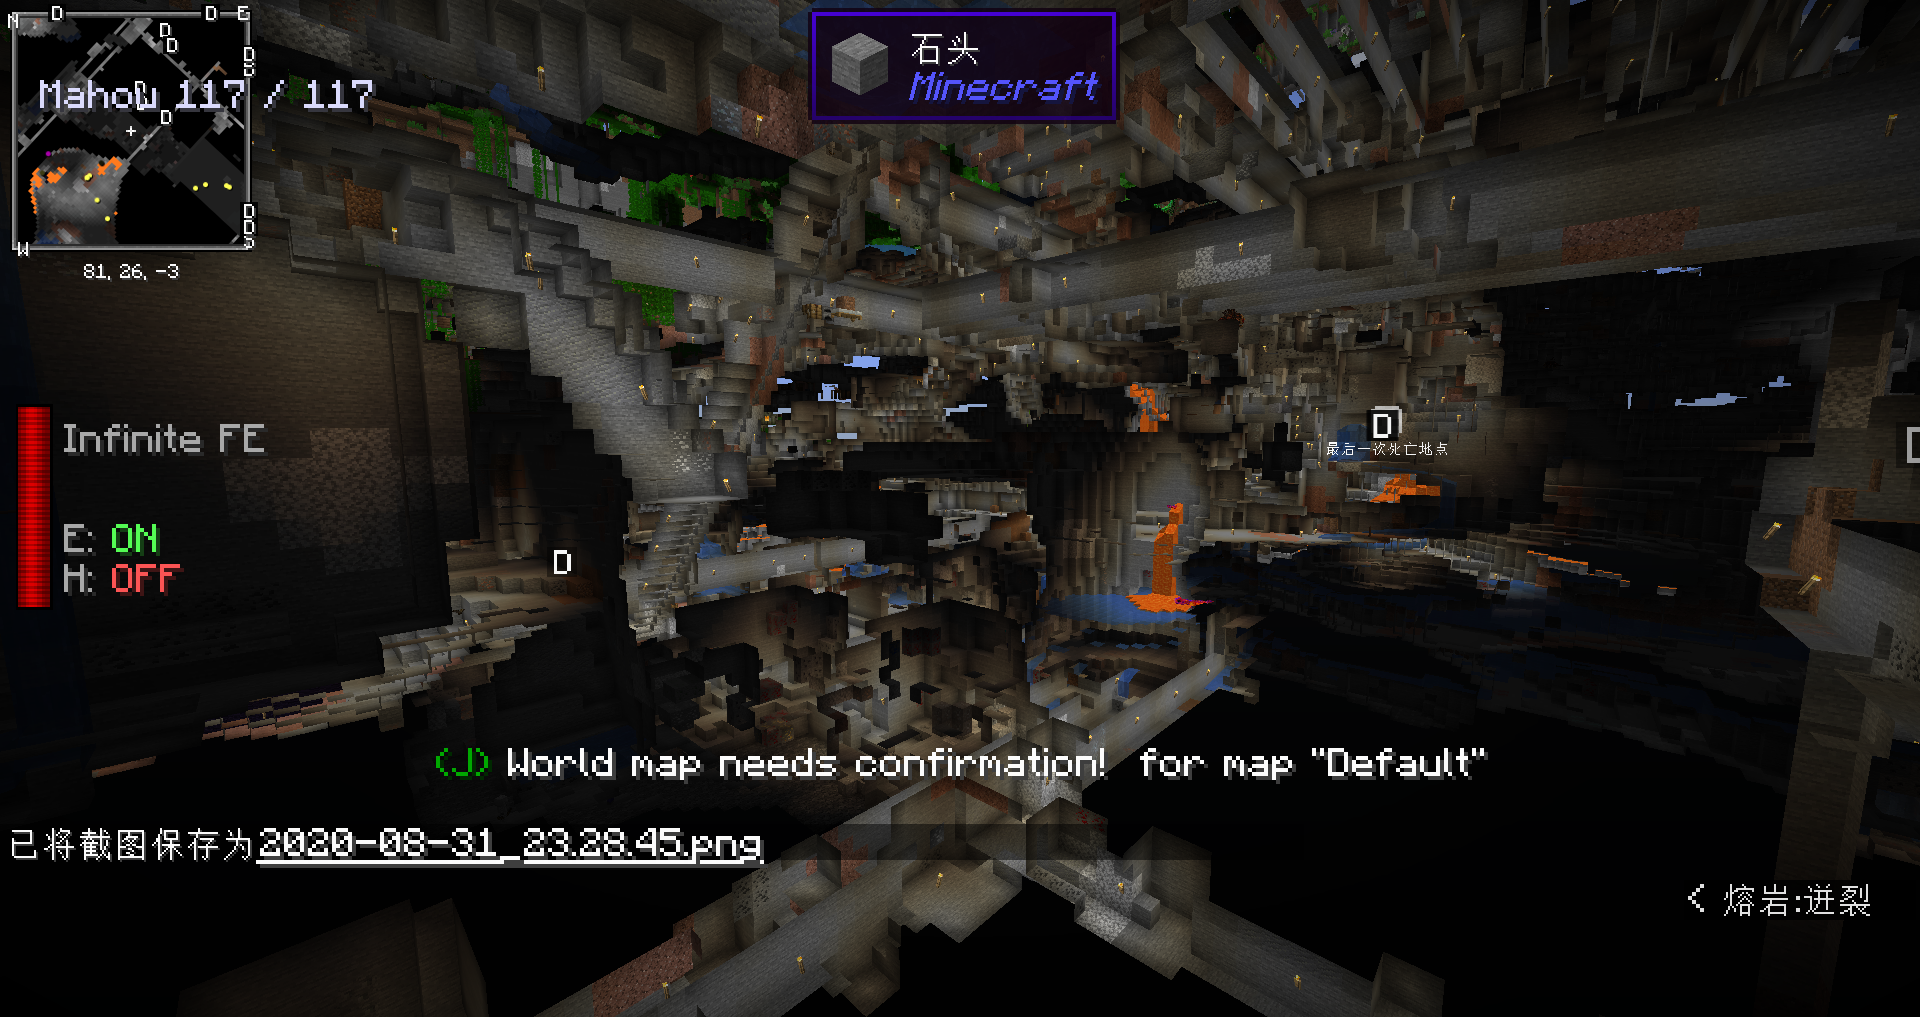 N D D E
D
D
D
S
Mahou 117 / 117
D
D
D
D
S
W
81, 26, -3
石头
Minecraft
Infinite FE
E: ON
H: OFF
D
D
最后一次死亡地点
(J) World map needs confirmation! for map "Default"
已将截图保存为2020-08-31_23.28.45.png
< 熔岩:迸裂